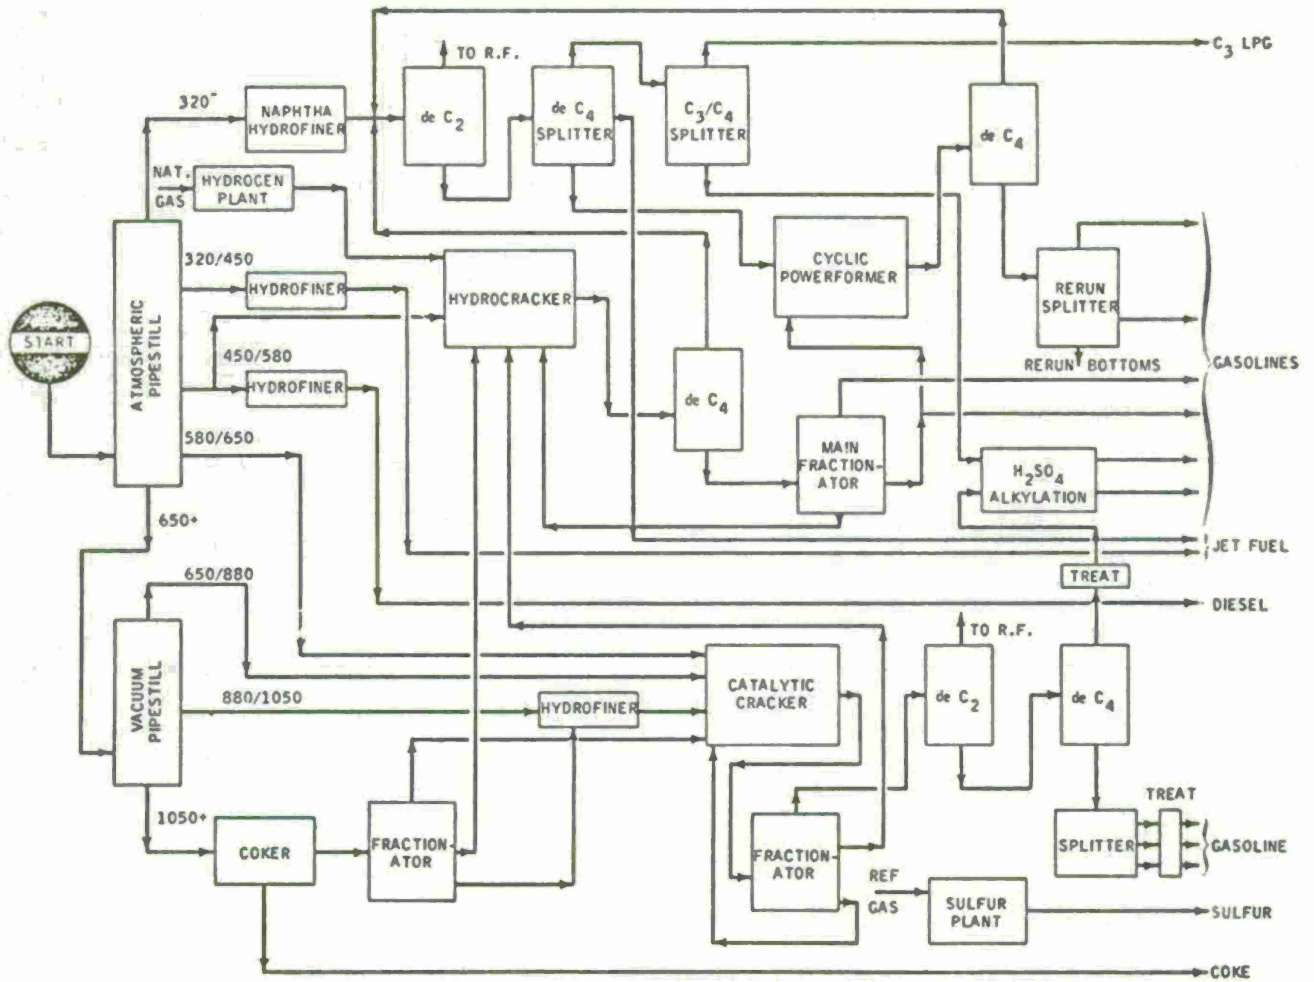 C3 LPG
TO R.F.
320-
NAPHTHA
HYDROFINER
de C2
de C4
SPLITTER
C3/C4
SPLITTER
de C4
NAT.
GAS
HYDROGEN
PLANT
320/450
HYDROFINER
HYDROCRACKER
CYCLIC
POWERFORMER
RERUN
SPLITTER
START
ATMOSPHERIC
PIPESTILL
450/580
HYDROFINER
RERUN BOTTOMS
GASOLINES
de C4
580/650
MAIN
FRACTION-
ATOR
H2SO4
ALKYLATION
650+
JET FUEL
650/880
TREAT
DIESEL
TO R.F.
VACUUM
PIPESTILL
880/1050
HYDROFINER
CATALYTIC
CRACKER
de C2
de C4
1050+
TREAT
COKER
FRACTION-
ATOR
FRACTION-
ATOR
SPLITTER
GASOLINE
REF
GAS
SULFUR
PLANT
SULFUR
COKE